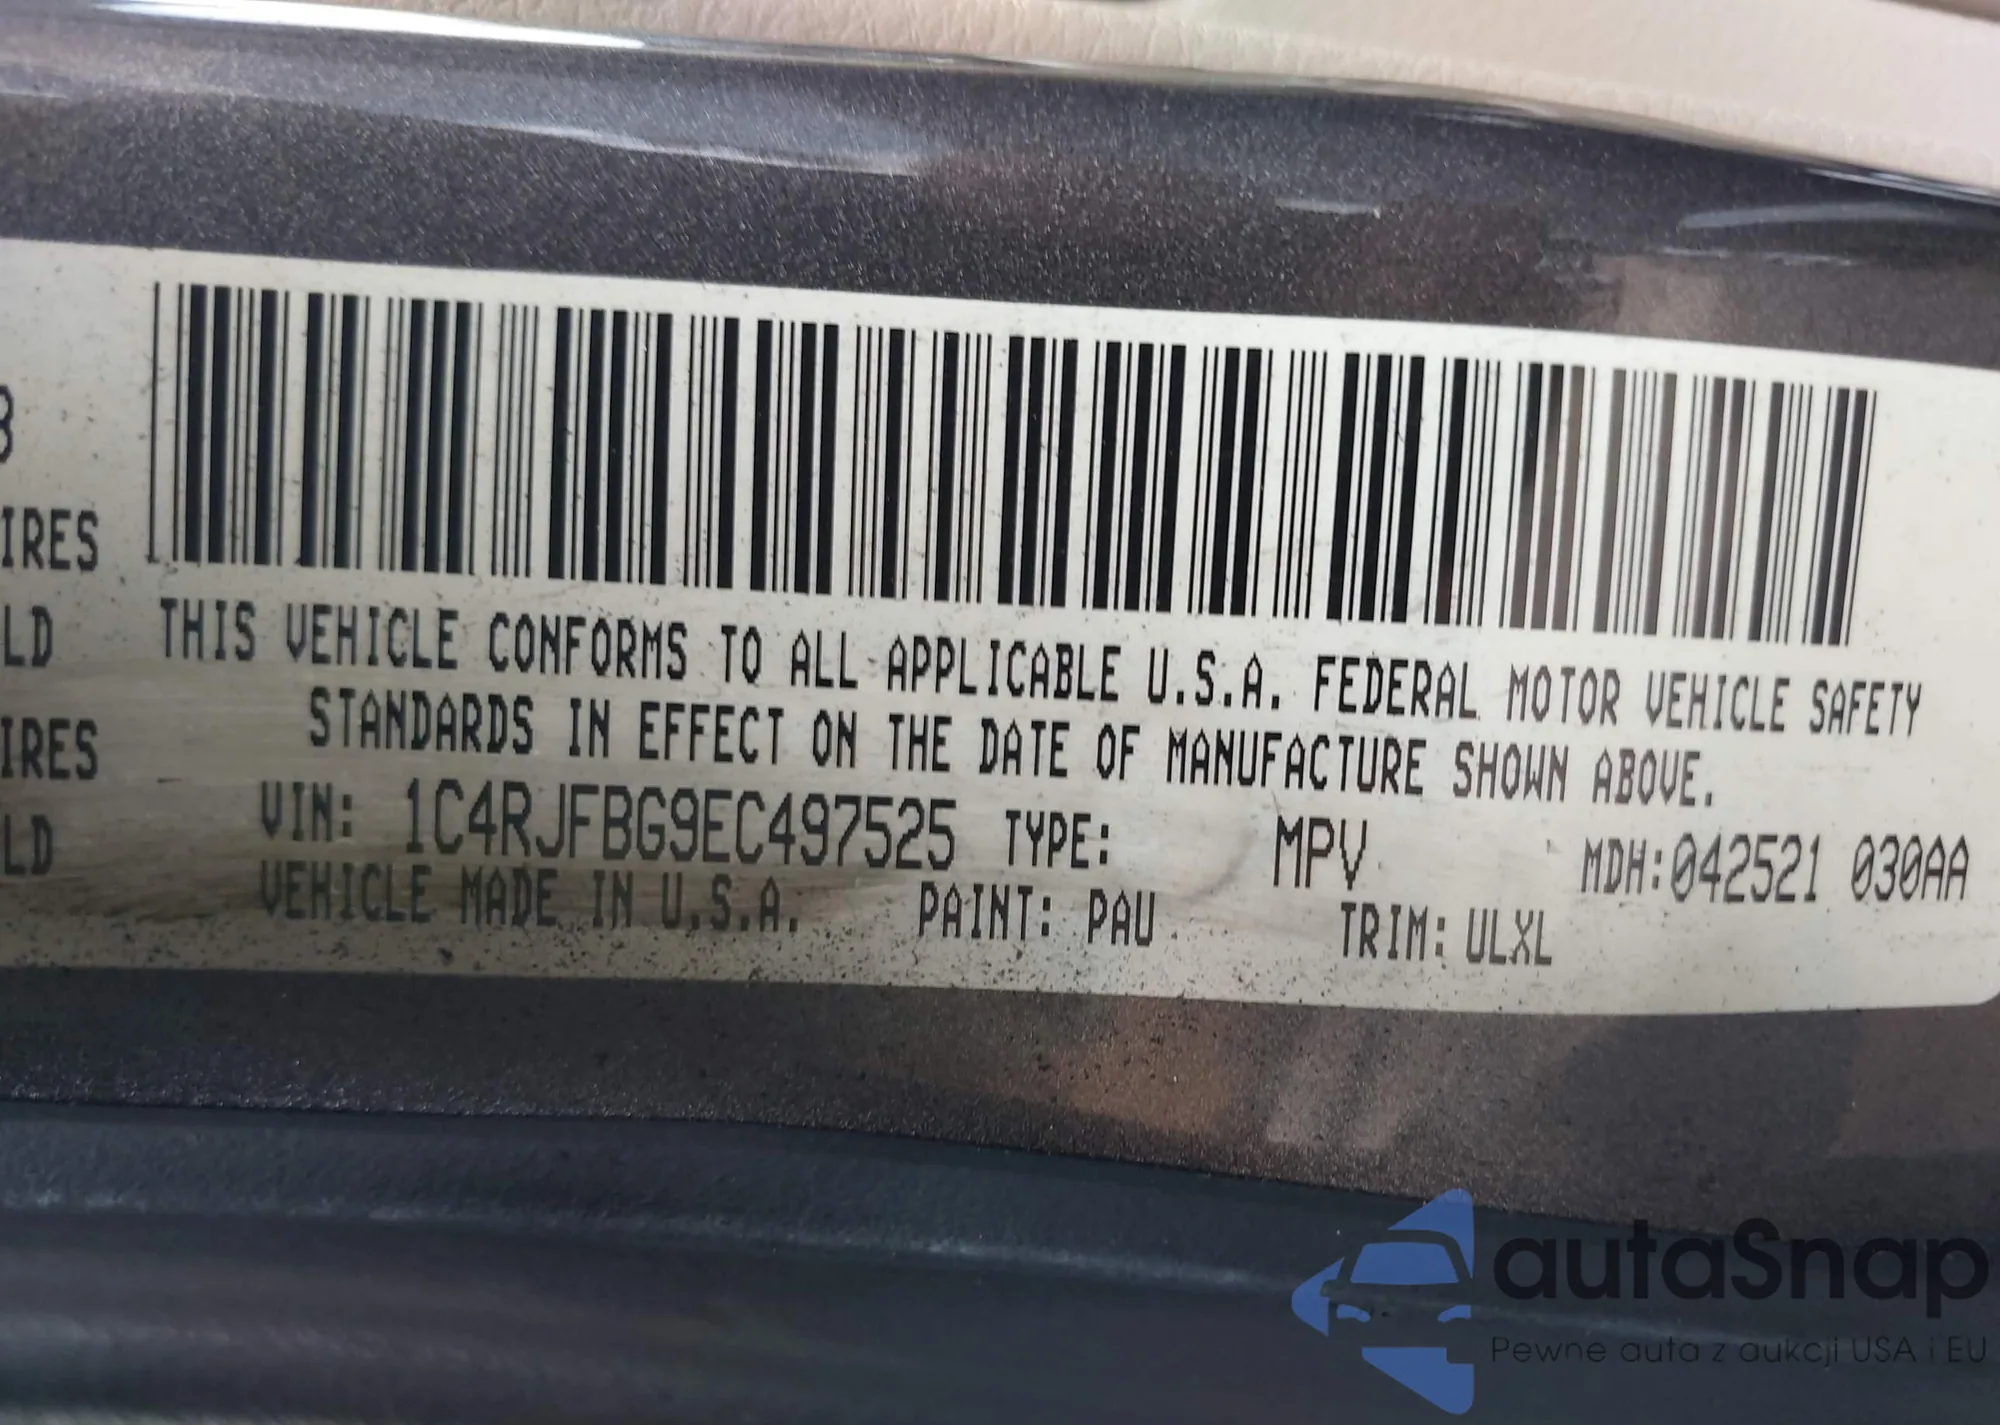 3
IRES
LD
IRES
LD
THIS VEHICLE CONFORMS TO ALL APPLICABLE U.S.A. FEDERAL MOTOR VEHICLE SAFETY
STANDARDS IN EFFECT ON THE DATE OF MANUFACTURE SHOWN ABOVE.
VIN: 1C4RJFBG9EC497525 TYPE: MPV MDH:042521 030AA
VEHICLE MADE IN U.S.A. PAINT: PAU TRIM: ULXL
autaSnap
Pewne auta z aukcji USA i EU